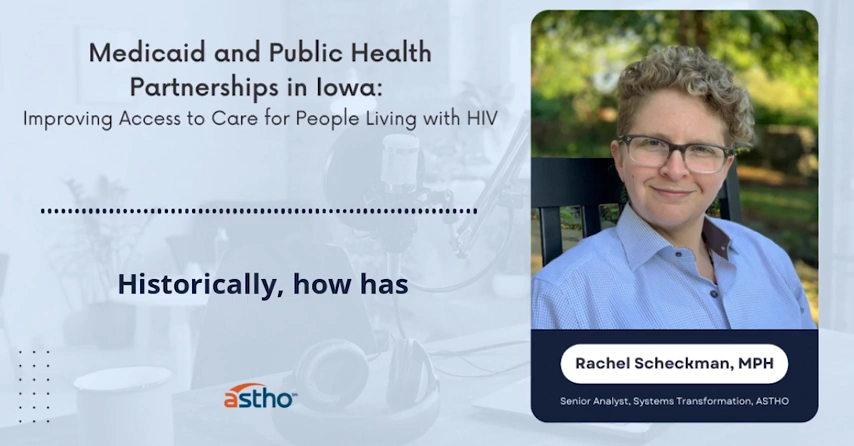 Medicaid and Public Health
Partnerships in Iowa:
Improving Access to Care for People Living with HIV
Historically, how has
astho
Rachel Scheckman, MPH
Senior Analyst, Systems Transformation, ASTHO